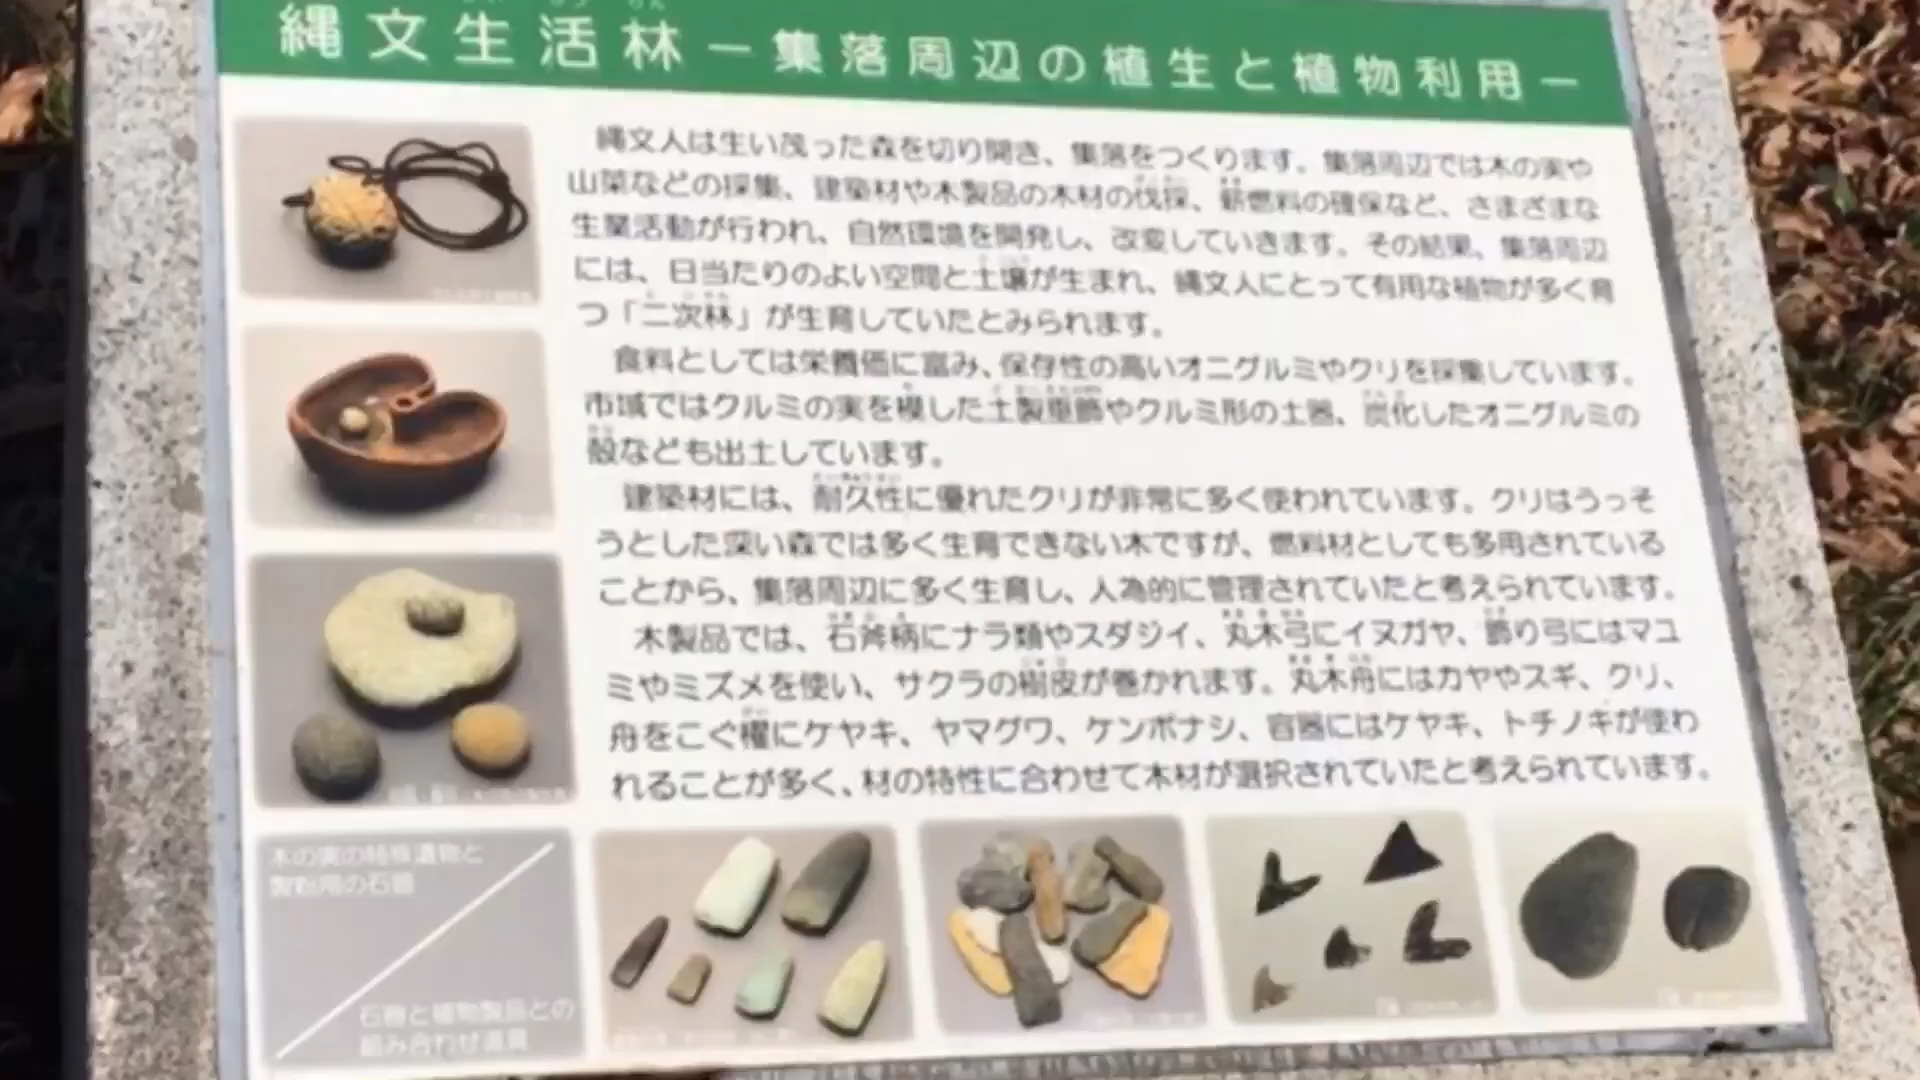 縄文生活林 ー集落周辺の植生と植物利用ー
縄文人は生い茂った森を切り開き、集落をつくります。集落周辺では木の実や
山菜などの採集、建築材や木製品の木材の伐採、薪燃料の確保など、さまざまな
生業活動が行われ、自然環境を開発し、改変していきます。その結果、集落周辺
には、日当たりのよい空間と土壌が生まれ、縄文人にとって有用な植物が多く育
つ「二次林」が生育していたとみられます。
食料としては栄養価に富み、保存性の高いオニグルミやクリを採集しています。
市域ではクルミの実を模した土製垂飾やクルミ形の土器、炭化したオニグルミの
殻なども出土しています。
建築材には、耐久性に優れたクリが非常に多く使われています。クリはうっそ
うとした深い森では多く生育できない木ですが、燃料材としても多用されている
ことから、集落周辺に多く生育し、人為的に管理されていたと考えられています。
木製品では、石斧柄にナラ類やスダジイ、丸木弓にイヌガヤ、飾り弓にはマユ
ミやミズメを使い、サクラの樹皮が巻かれます。丸木舟にはカヤやスギ、クリ、
舟をこぐ櫂にケヤキ、ヤマグワ、ケンポナシ、容器にはケヤキ、トチノキが使わ
れることが多く、材の特性に合わせて木材が選択されていたと考えられています。
木の実の特殊遺物と
製粉用の石器
石器と植物製品との
組み合わせ道具